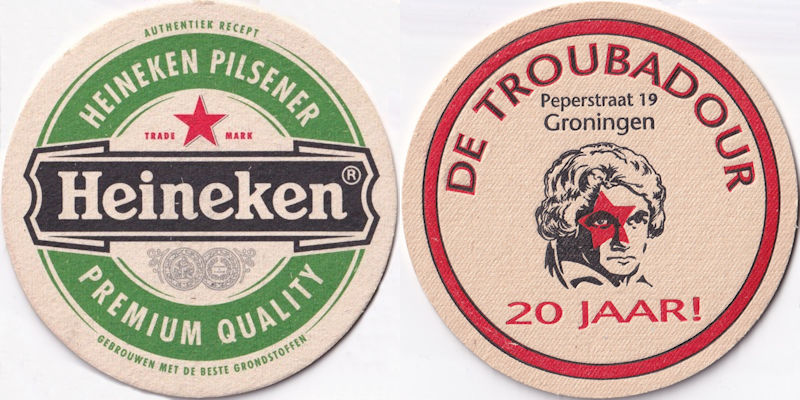 AUTHENTIEK RECEPT
HEINEKEN PILSENER
TRADE MARK
Heineken®
PREMIUM QUALITY
GEBROUWEN MET DE BESTE GRONDSTOFFEN
DE TROUBADOUR
Peperstraat 19
Groningen
20 JAAR!